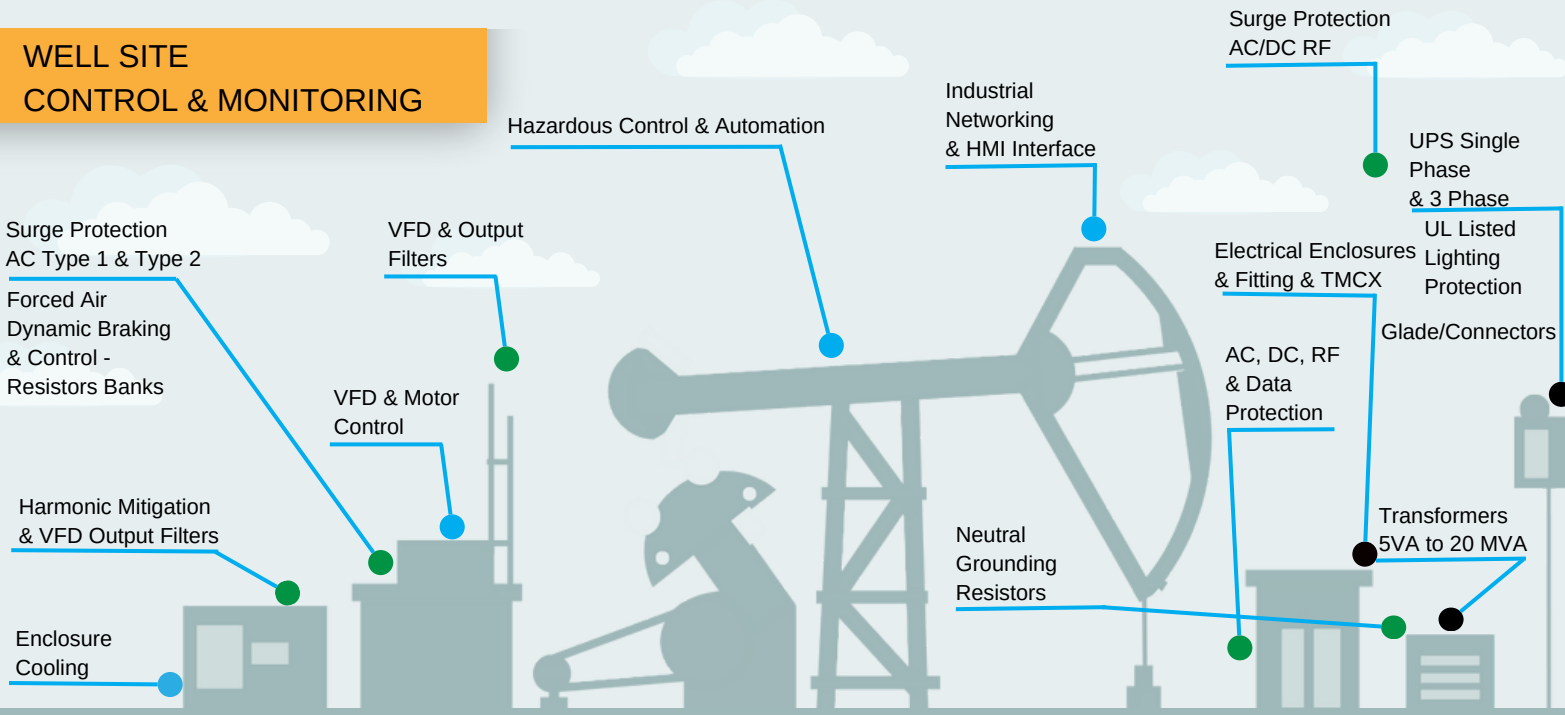 WELL SITE
CONTROL & MONITORING
Surge Protection
AC/DC RF
Industrial
Networking
& HMI Interface
Hazardous Control & Automation
UPS Single
Phase
& 3 Phase
UL Listed
Lighting
Protection
Surge Protection
AC Type 1 & Type 2
Forced Air
Dynamic Braking
& Control -
Resistors Banks
VFD & Output
Filters
Electrical Enclosures
& Fitting & TMCX
Glade/Connectors
AC, DC, RF
& Data
Protection
VFD & Motor
Control
Harmonic Mitigation
& VFD Output Filters
Neutral
Grounding
Resistors
Transformers
5VA to 20 MVA
Enclosure
Cooling